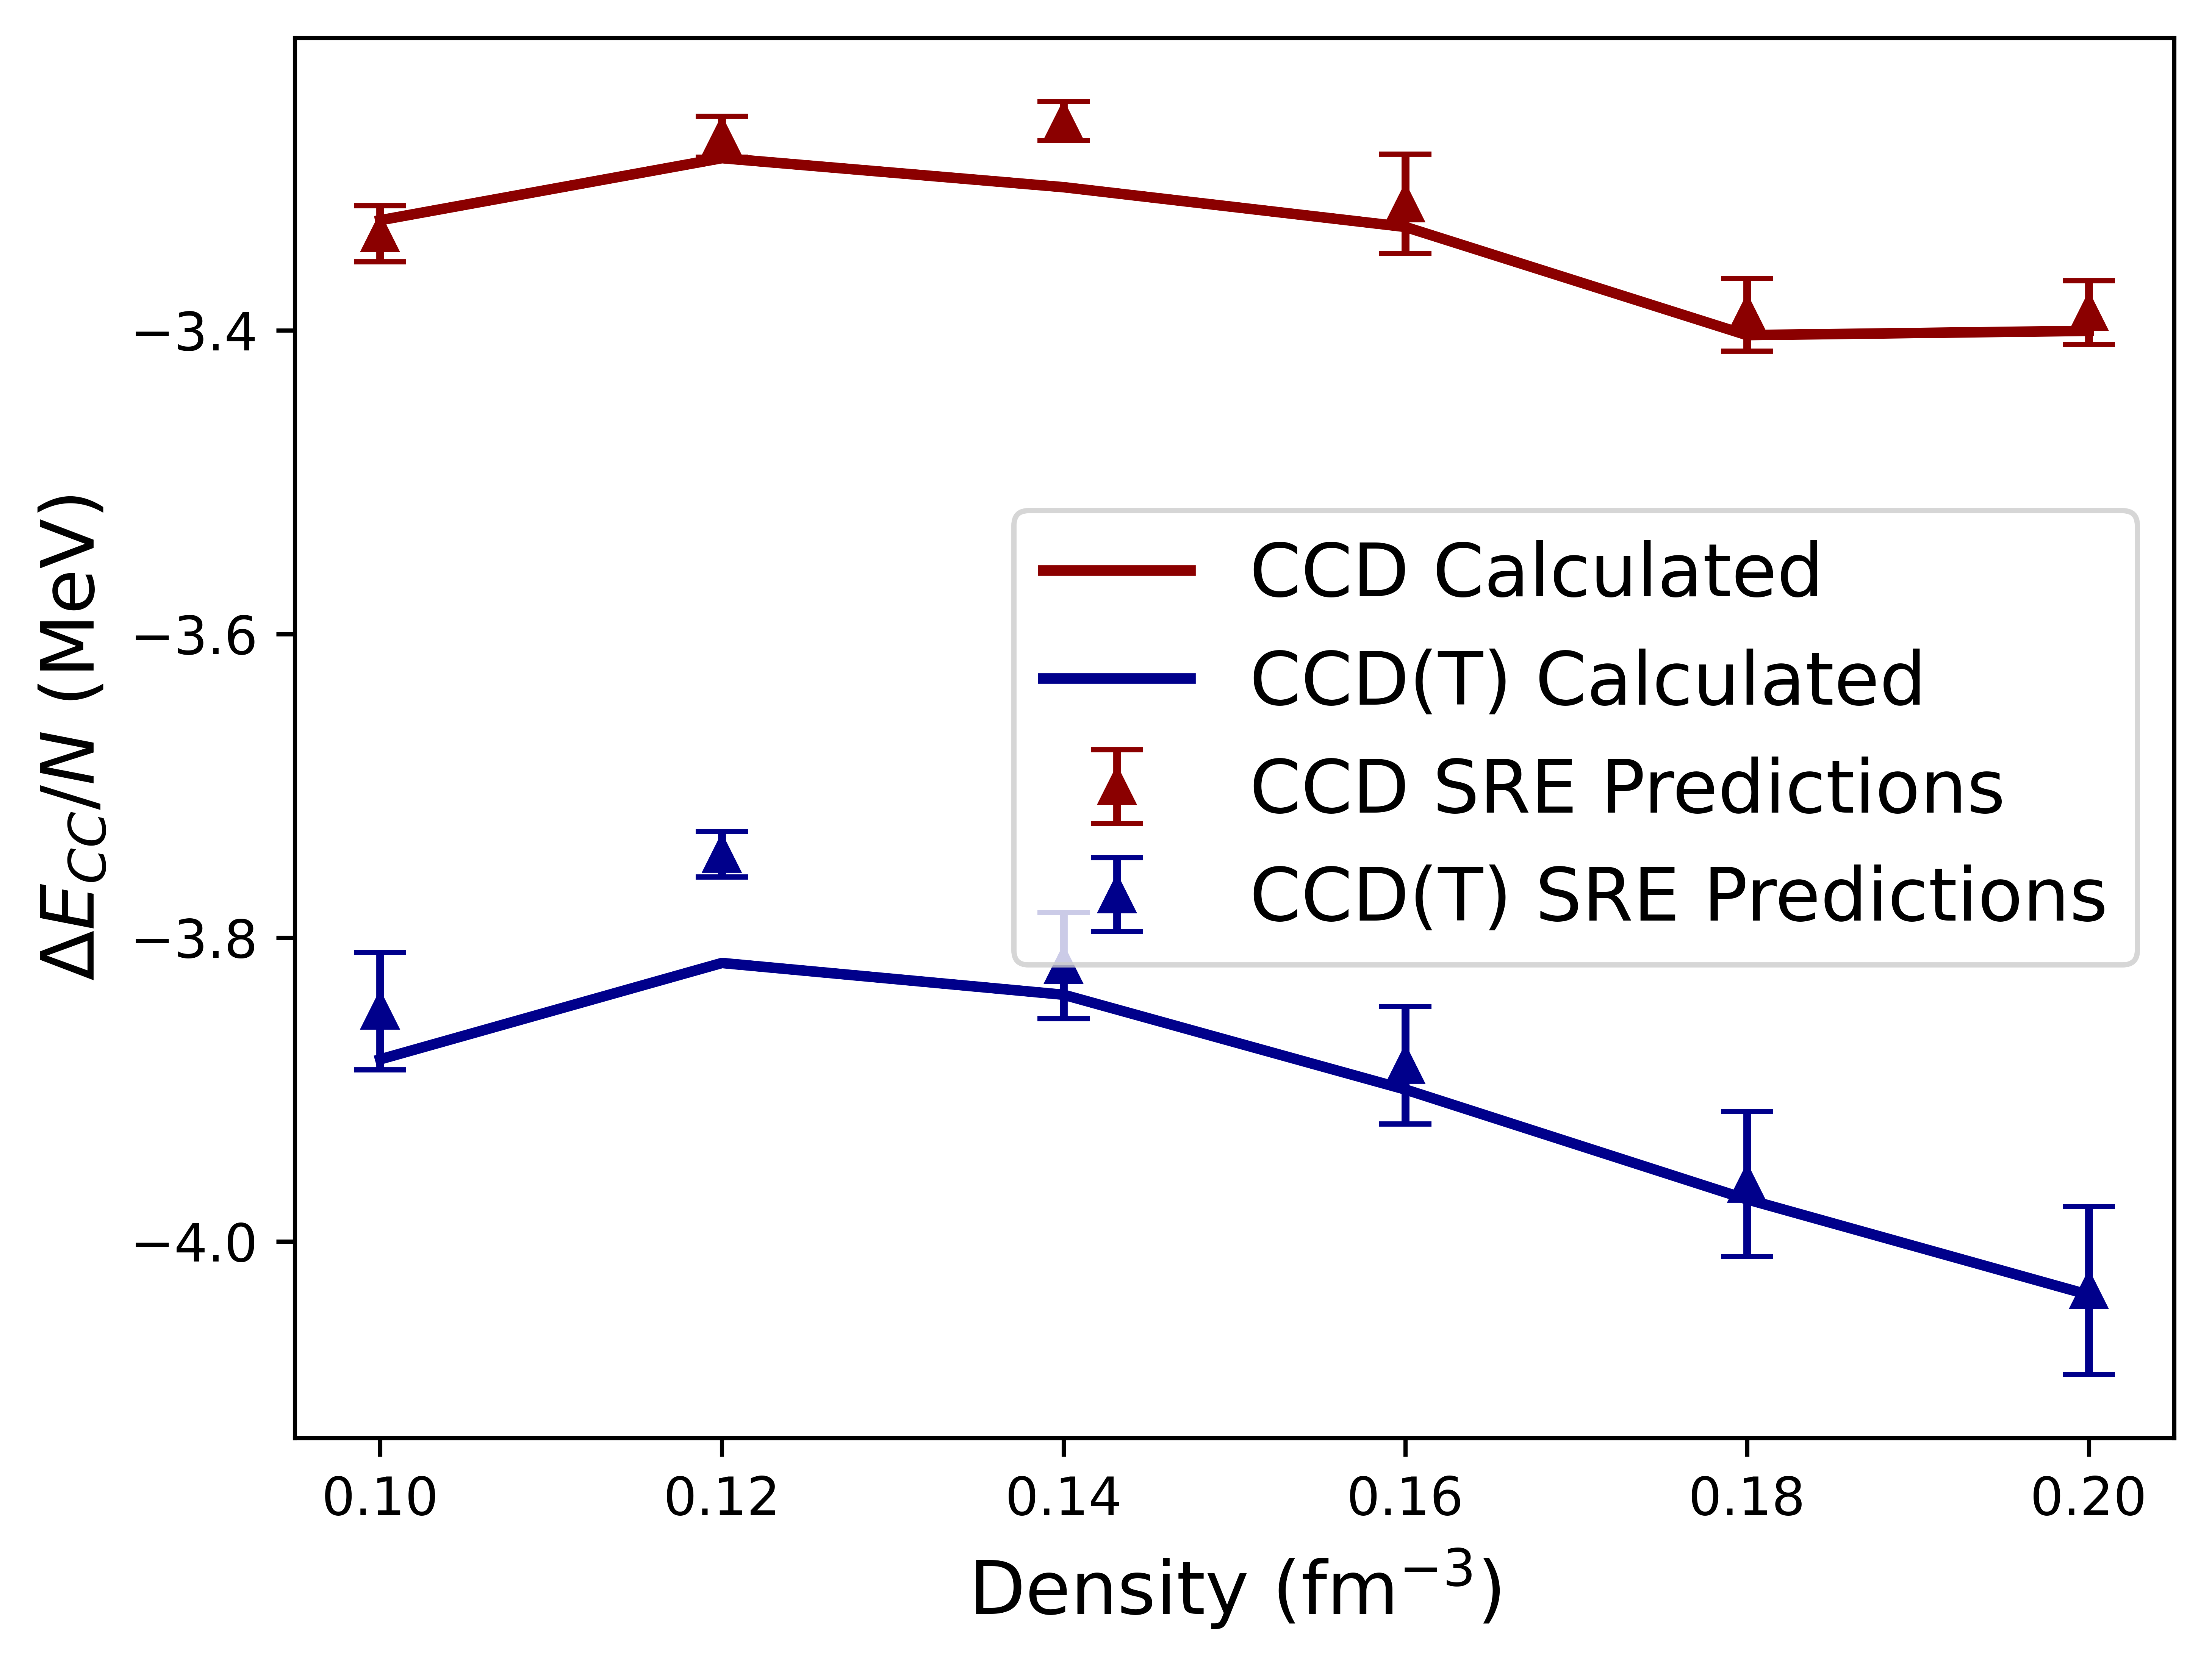 ΔE_CC/N (MeV)
−3.4
−3.6
−3.8
−4.0
CCD Calculated
CCD(T) Calculated
CCD SRE Predictions
CCD(T) SRE Predictions
0.10 0.12 0.14 0.16 0.18 0.20
Density (fm⁻³)